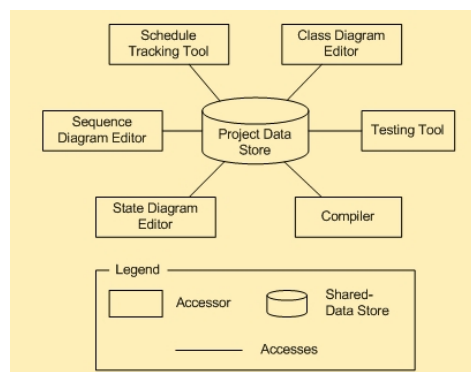 Schedule
Tracking Tool
Class Diagram
Editor
Sequence
Diagram Editor
Project Data
Store
Testing Tool
State Diagram
Editor
Compiler
Legend
Accessor
Shared-
Data Store
Accesses